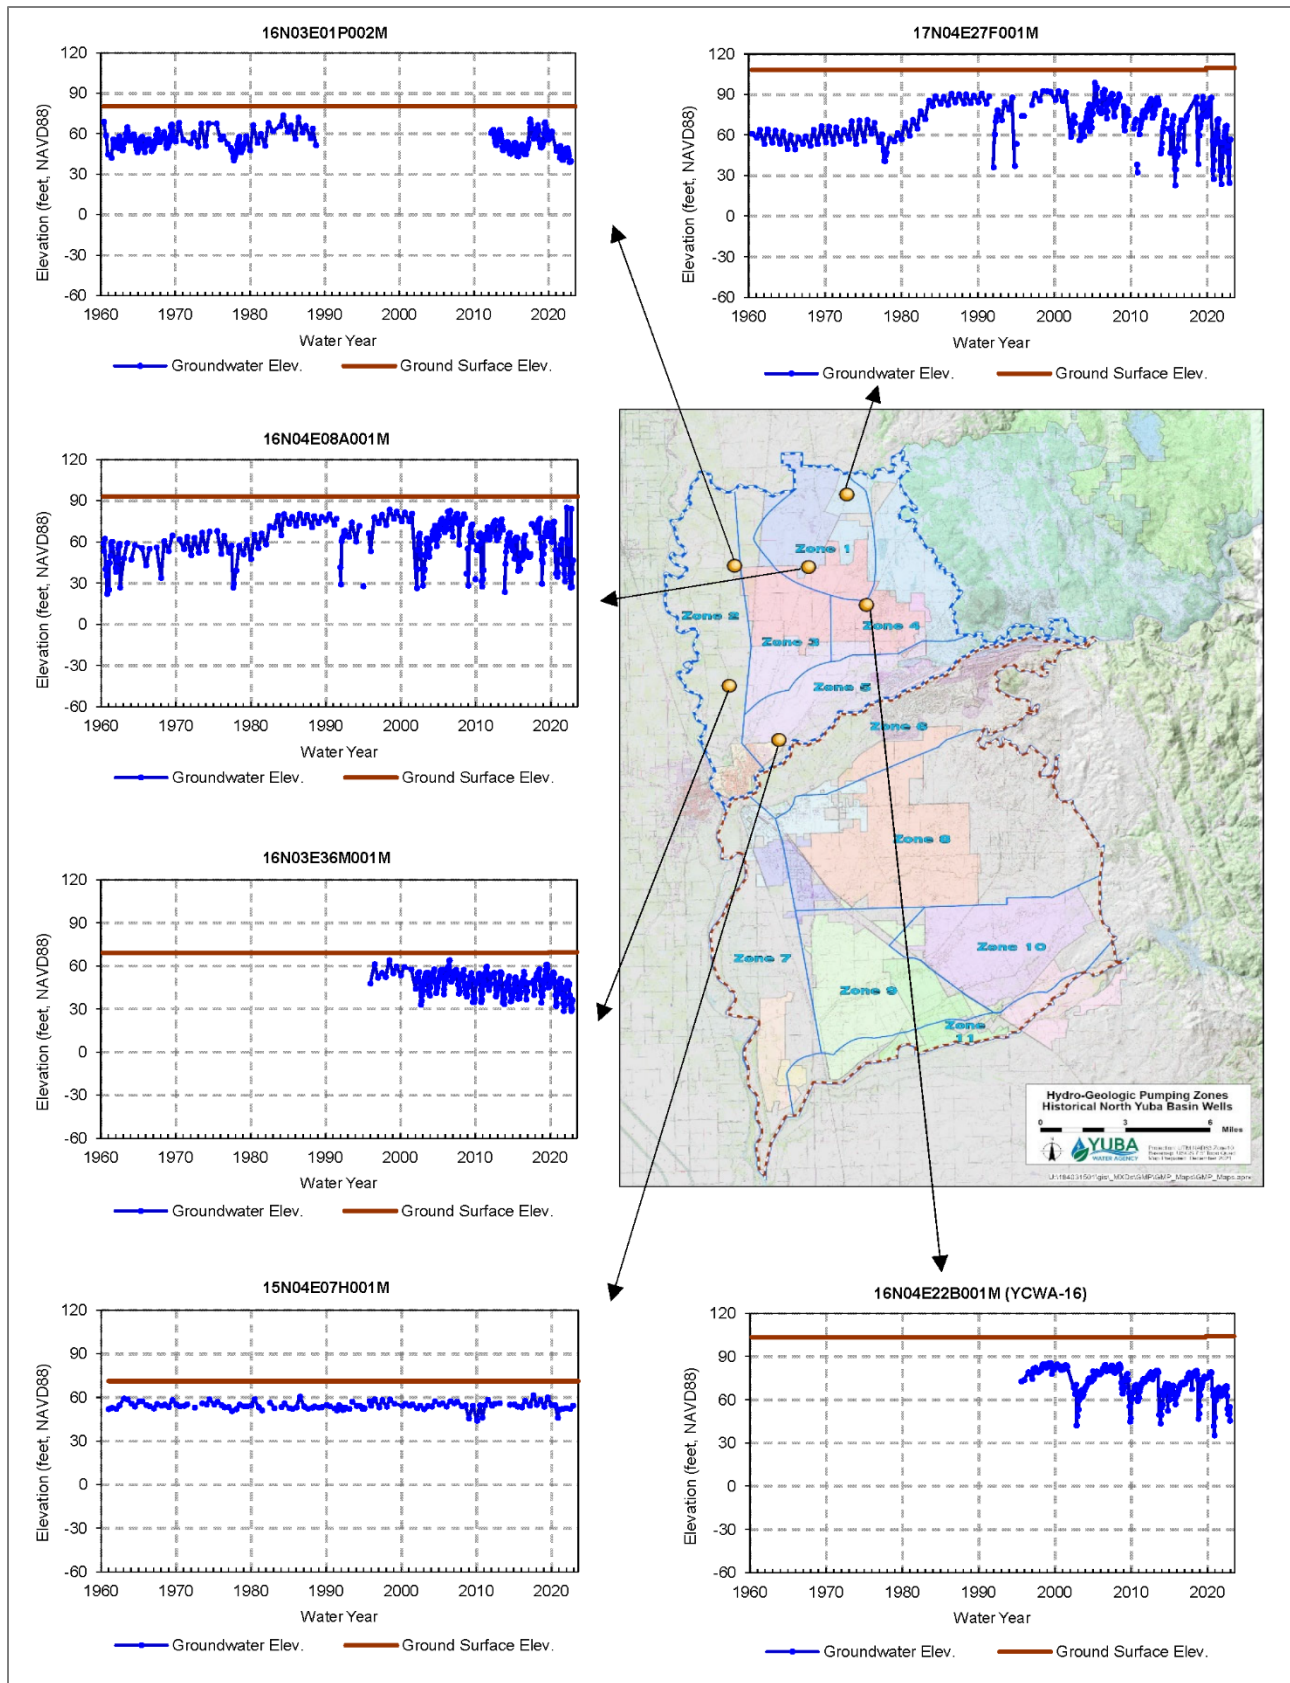 16N03E01P002M
120
90
60
30
0
-30
-60
Elevation (feet, NAVD88)
1960 1970 1980 1990 2000 2010 2020
Water Year
Groundwater Elev. Ground Surface Elev.
17N04E27F001M
120
90
60
30
0
-30
-60
Elevation (feet, NAVD88)
1960 1970 1980 1990 2000 2010 2020
Water Year
Groundwater Elev. Ground Surface Elev.
16N04E08A001M
120
90
60
30
0
-30
-60
Elevation (feet, NAVD88)
1960 1970 1980 1990 2000 2010 2020
Water Year
Groundwater Elev. Ground Surface Elev.
Zone 1
Zone 2
Zone 3
Zone 4
Zone 5
Zone 6
Zone 8
Zone 7
Zone 10
Zone 9
Zone
11
Hydro-Geologic Pumping Zones
Historical North Yuba Basin Wells
0 3 6
Miles
YUBA
WATER AGENCY
16N03E36M001M
120
90
60
30
0
-30
-60
Elevation (feet, NAVD88)
1960 1970 1980 1990 2000 2010 2020
Water Year
Groundwater Elev. Ground Surface Elev.
15N04E07H001M
120
90
60
30
0
-30
-60
Elevation (feet, NAVD88)
1960 1970 1980 1990 2000 2010 2020
Water Year
Groundwater Elev. Ground Surface Elev.
16N04E22B001M (YCWA-16)
120
90
60
30
0
-30
-60
Elevation (feet, NAVD88)
1960 1970 1980 1990 2000 2010 2020
Water Year
Groundwater Elev. Ground Surface Elev.